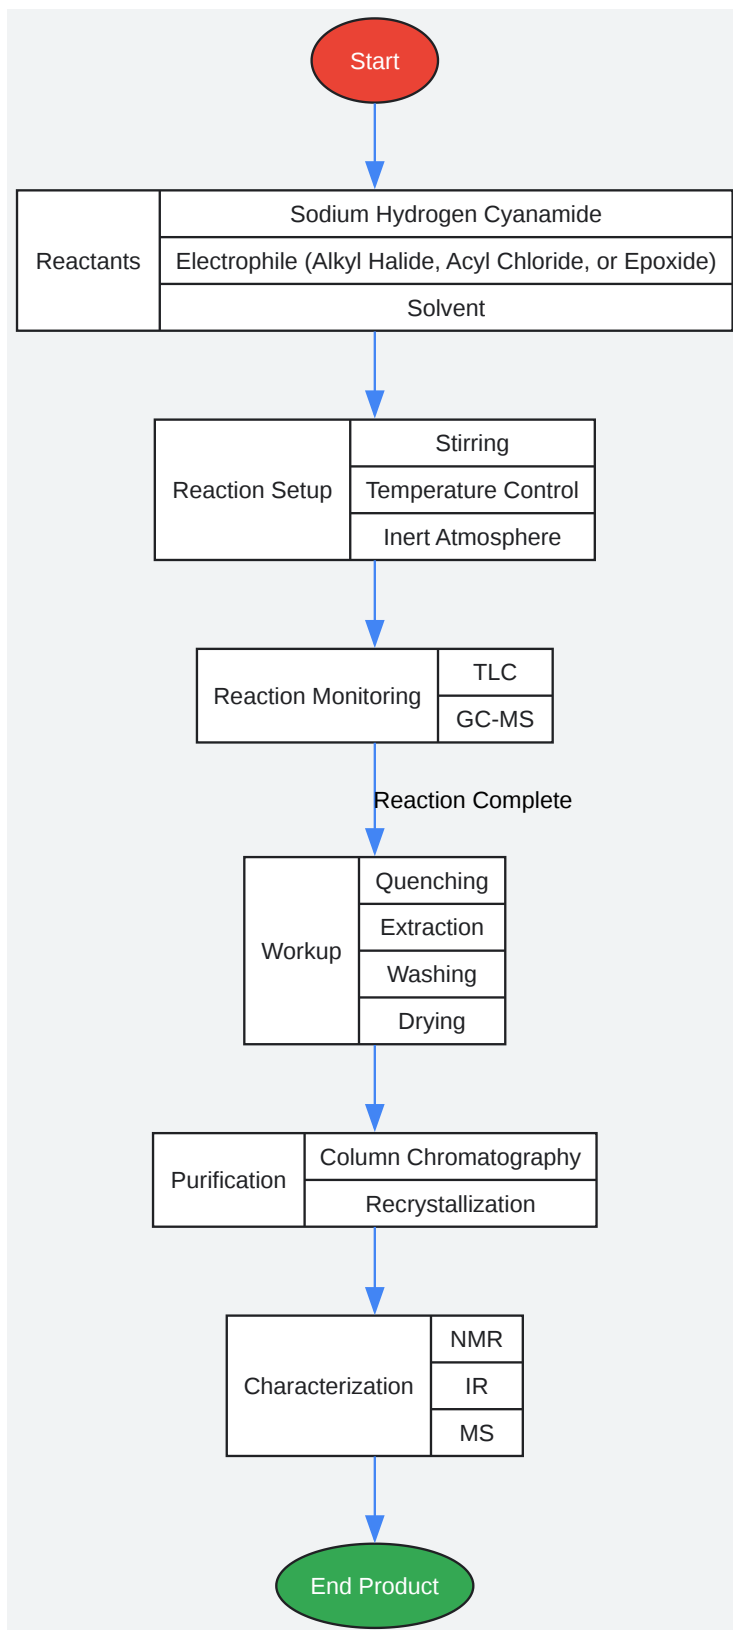 Start
Reactants
Sodium Hydrogen Cyanamide
Electrophile (Alkyl Halide, Acyl Chloride, or Epoxide)
Solvent
Reaction Setup
Stirring
Temperature Control
Inert Atmosphere
Reaction Monitoring
TLC
GC-MS
Reaction Complete
Workup
Quenching
Extraction
Washing
Drying
Purification
Column Chromatography
Recrystallization
Characterization
NMR
IR
MS
End Product